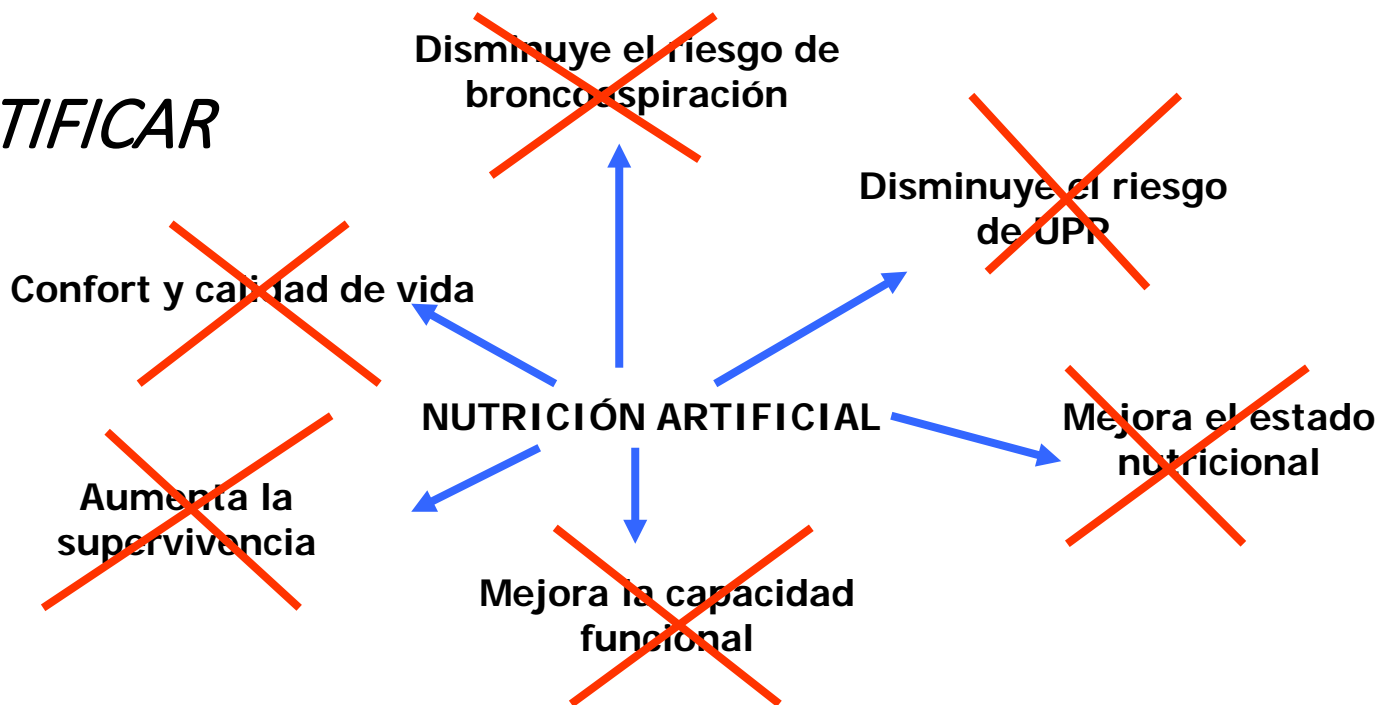 Disminuye el riesgo de
broncoaspiración
TIFICAR
Disminuye el riesgo
de UPP
Confort y calidad de vida
NUTRICIÓN ARTIFICIAL
Mejora el estado
nutricional
Aumenta la
supervivencia
Mejora la capacidad
funcional